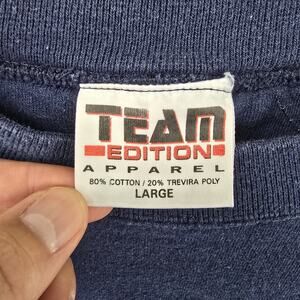 TEAM
EDITION
APPAREL
80% COTTON / 20% TREVIRA POLY
LARGE